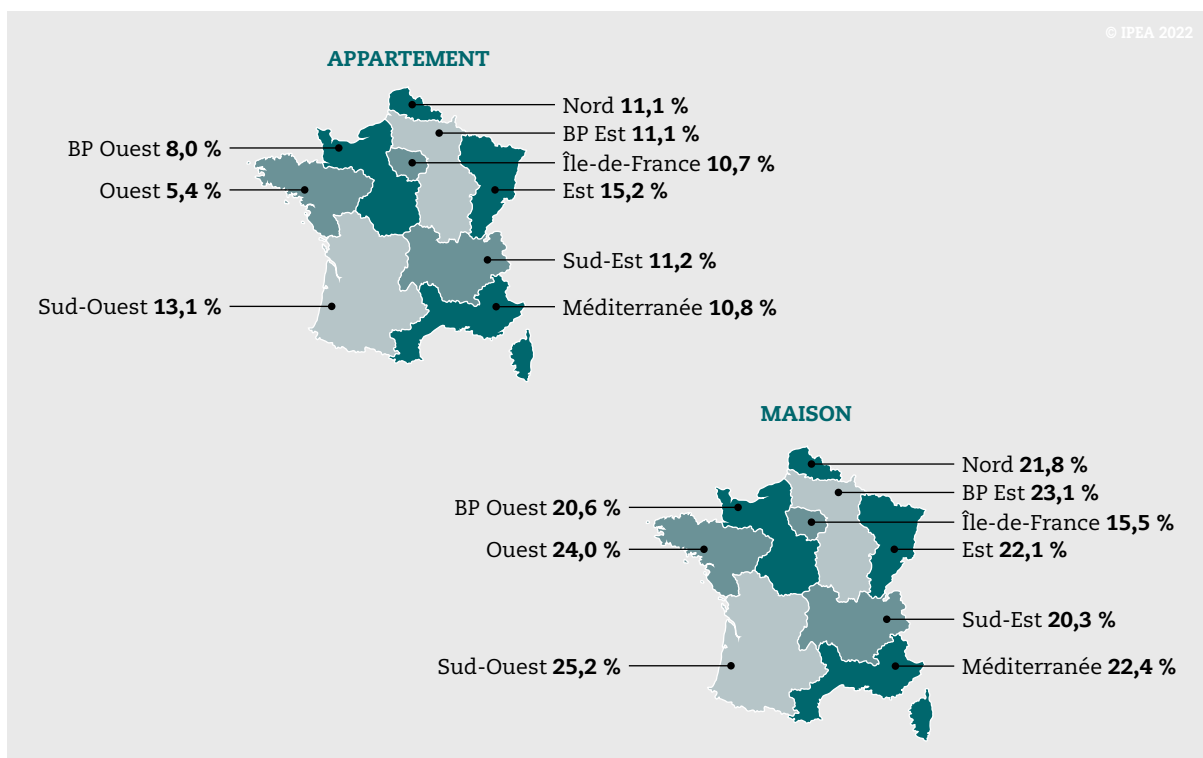 © IPEA 2022
APPARTEMENT
Nord 11,1 %
BP Est 11,1 %
BP Ouest 8,0 %
Île-de-France 10,7 %
Ouest 5,4 %
Est 15,2 %
Sud-Est 11,2 %
Sud-Ouest 13,1 %
Méditerranée 10,8 %
MAISON
Nord 21,8 %
BP Est 23,1 %
BP Ouest 20,6 %
Île-de-France 15,5 %
Ouest 24,0 %
Est 22,1 %
Sud-Est 20,3 %
Sud-Ouest 25,2 %
Méditerranée 22,4 %